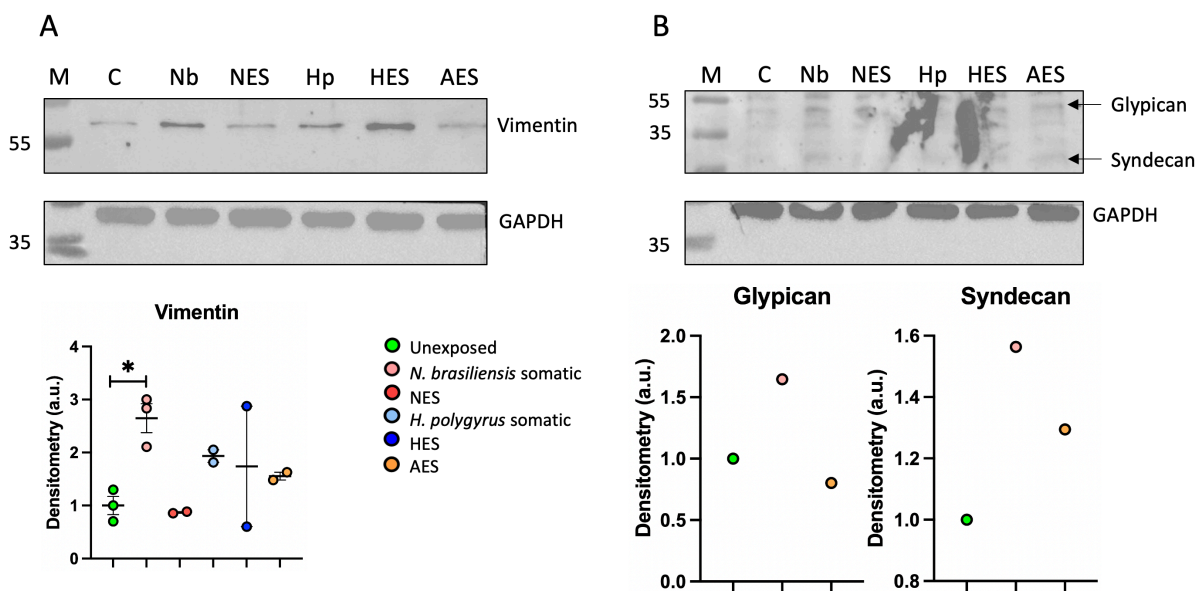 A
M C Nb NES Hp HES AES
55
Vimentin
35
GAPDH
Vimentin
Densitometry (a.u.)
4
3
2
1
0
*
Unexposed
N. brasiliensis somatic
NES
H. polygyrus somatic
HES
AES
B
M C Nb NES Hp HES AES
55
35
Glypican
Syndecan
35
GAPDH
Glypican
Densitometry (a.u.)
2.0
1.5
1.0
0.5
0.0
Syndecan
Densitometry (a.u.)
1.6
1.4
1.2
1.0
0.8